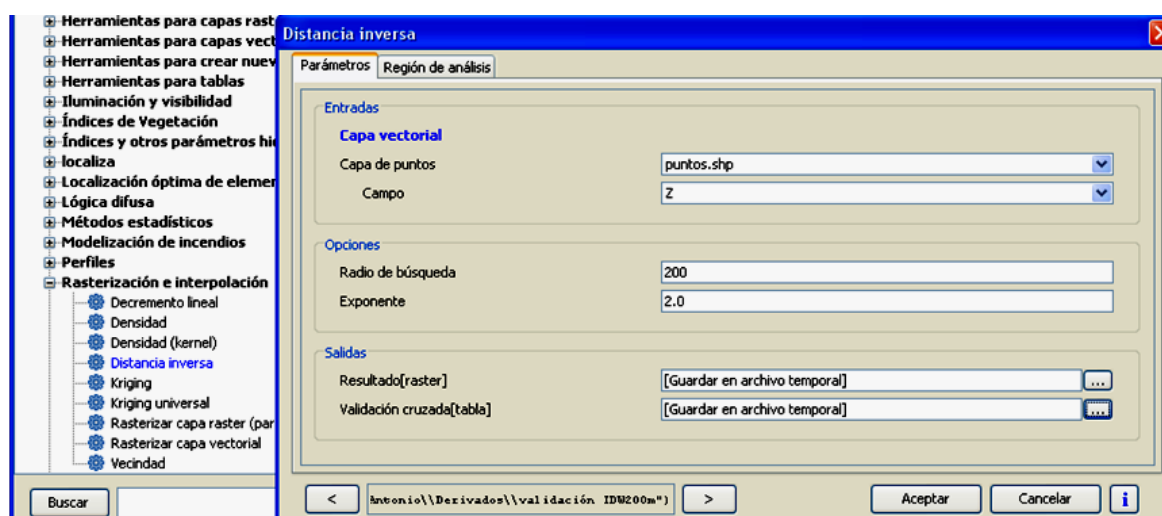 Herramientas para capas rast
Herramientas para capas vect
Herramientas para crear nuev
Herramientas para tablas
Iluminación y visibilidad
Índices de Vegetación
Índices y otros parámetros hi
localiza
Localización óptima de elemer
Lógica difusa
Métodos estadísticos
Modelización de incendios
Perfiles
Rasterización e interpolación
Decremento lineal
Densidad
Densidad (kernel)
Distancia inversa
Kriging
Kriging universal
Rasterizar capa raster (par
Rasterizar capa vectorial
Vecindad
Buscar
Distancia inversa
Parámetros Región de análisis
Entradas
Capa vectorial
Capa de puntos puntos.shp
Campo Z
Opciones
Radio de búsqueda 200
Exponente 2.0
Salidas
Resultado[raster] [Guardar en archivo temporal] ...
Validación cruzada[tabla] [Guardar en archivo temporal] ...
< Antonio\\Derivados\\validación IDW200m") > Aceptar Cancelar i